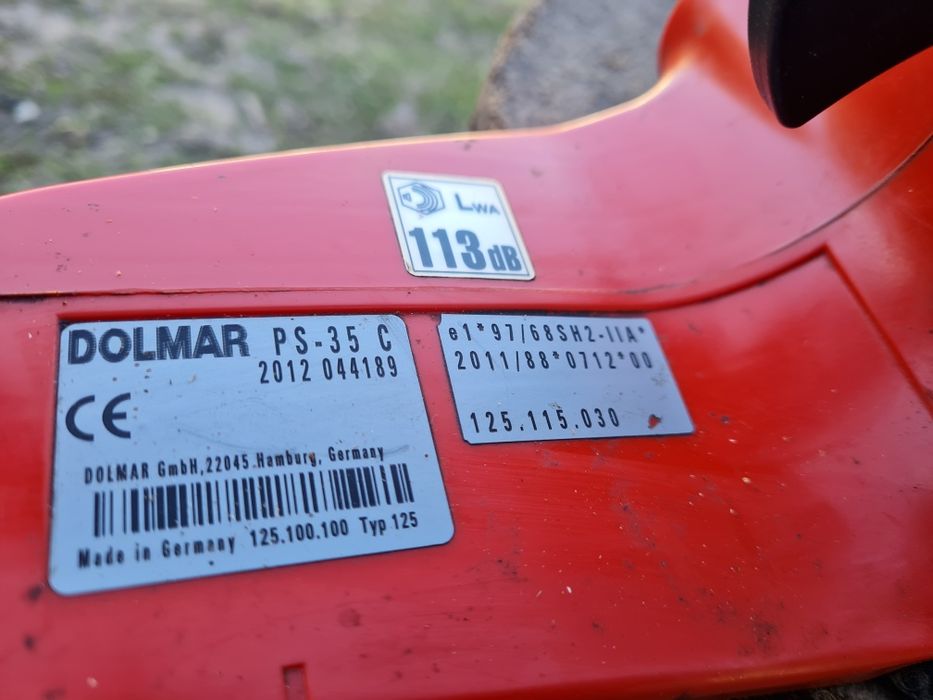 LWA
113dB
DOLMAR PS-35 C
2012 044189
CE
DOLMAR GmbH,22045 Hamburg, Germany
Made in Germany 125.100.100 Typ 125
e1*97/68SH2-IIA*
2011/88*0712*00
125.115.030